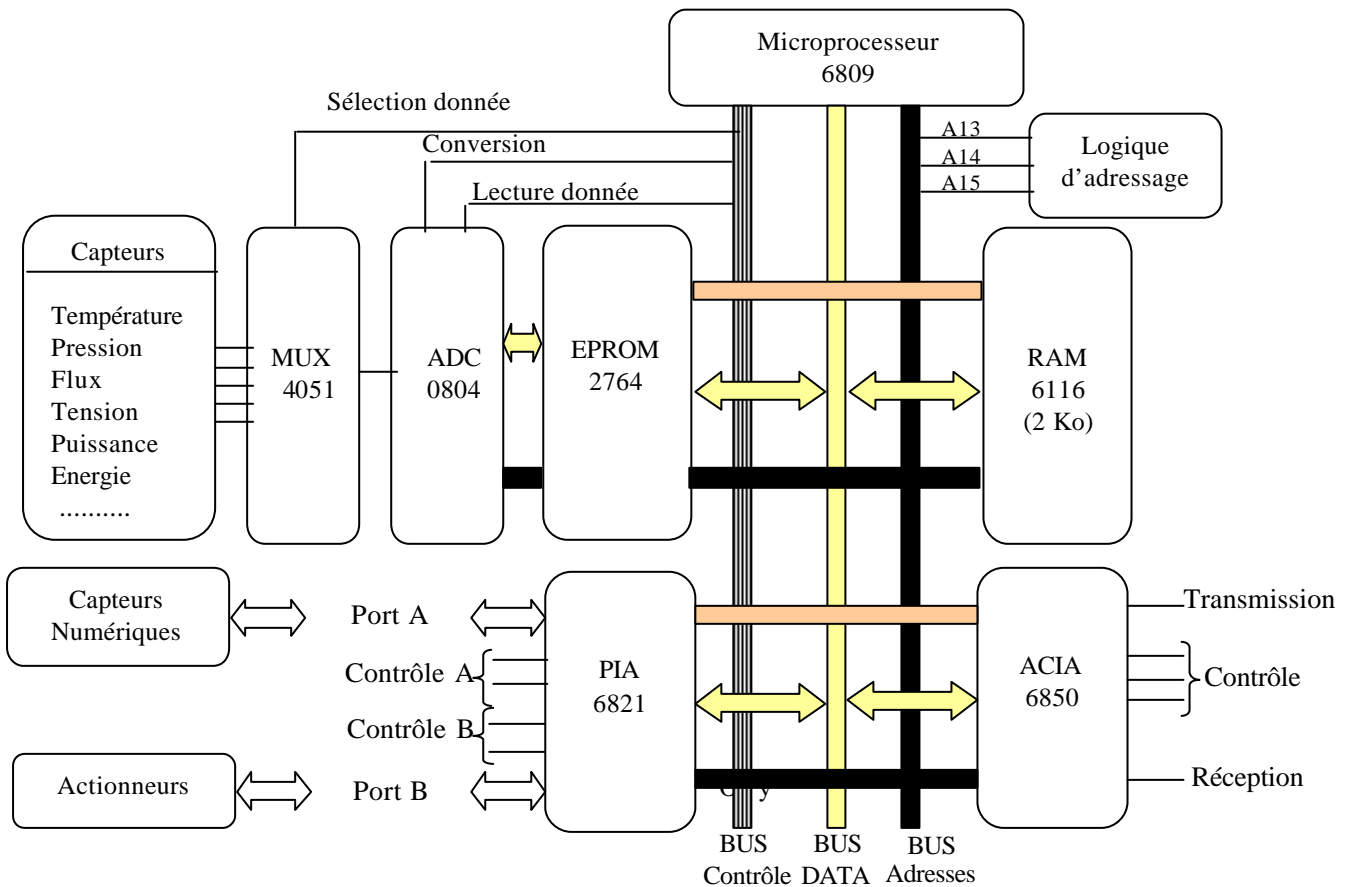 Microprocesseur
6809
Sélection donnée
Conversion
Lecture donnée
A13
A14
A15
Logique
d’adressage
Capteurs
Température
Pression
Flux
Tension
Puissance
Energie
..........
MUX
4051
ADC
0804
EPROM
2764
RAM
6116
(2 Ko)
Capteurs
Numériques
Port A
Contrôle A
Contrôle B
Port B
Actionneurs
PIA
6821
ACIA
6850
Transmission
Contrôle
Réception
BUS
Contrôle
BUS
DATA
BUS
Adresses